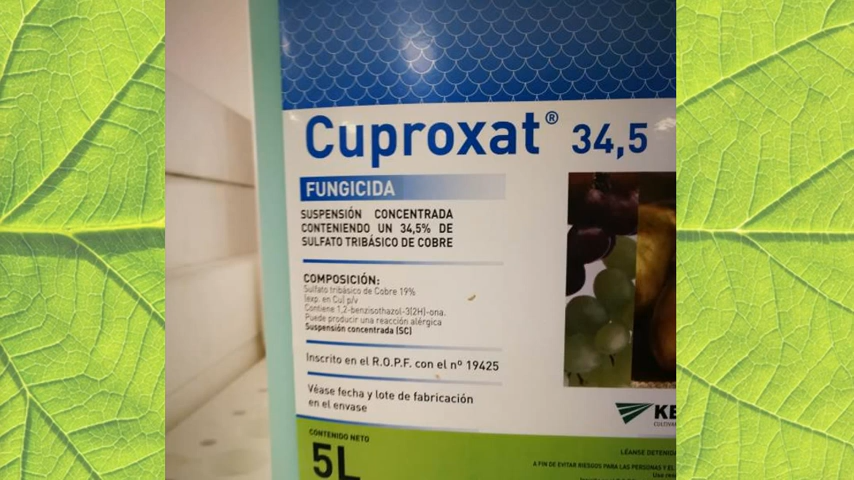 Cuproxat® 34,5
FUNGICIDA
SUSPENSIÓN CONCENTRADA
CONTENIENDO UN 34,5% DE
SULFATO TRIBÁSICO DE COBRE
COMPOSICIÓN:
Sulfato tribásico de Cobre 19%
(exp. en Cu) p/v
Contiene 1,2-benzisothazol-3(2H)-ona.
Puede producir una reacción alérgica
Suspensión concentrada (SC)
Inscrito en el R.O.P.F. con el nº 19425
Véase fecha y lote de fabricación
en el envase
KE
CONTENIDO NETO
5L
LÉANSE DETENID
A FIN DE EVITAR RIESGOS PARA LAS PERSONAS Y EL